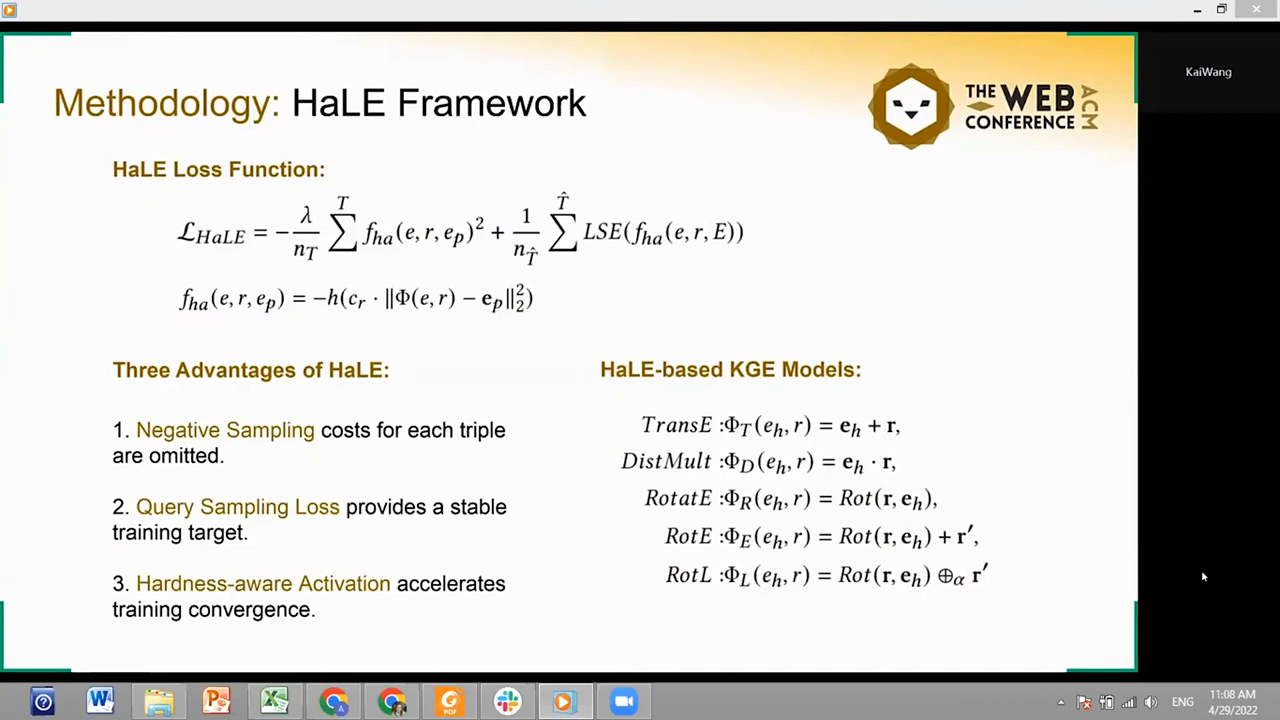 Methodology: HaLE Framework
THE WEB
CONFERENCE
ACM
KaiWang
HaLE Loss Function:
ℒ_HaLE = −λ/n_T ∑^T f_ha(e, r, e_p)² + 1/n_T̂ ∑^T̂ LSE(f_ha(e, r, E))
f_ha(e, r, e_p) = −h(c_r · ‖Φ(e, r) − e_p‖₂²)
Three Advantages of HaLE:
1. Negative Sampling costs for each triple
are omitted.
2. Query Sampling Loss provides a stable
training target.
3. Hardness-aware Activation accelerates
training convergence.
HaLE-based KGE Models:
TransE :Φ_T(e_h, r) = e_h + r,
DistMult :Φ_D(e_h, r) = e_h · r,
RotatE :Φ_R(e_h, r) = Rot(r, e_h),
RotE :Φ_E(e_h, r) = Rot(r, e_h) + r′,
RotL :Φ_L(e_h, r) = Rot(r, e_h) ⊕_α r′
PDF
ENG
11:08 AM
4/29/2022